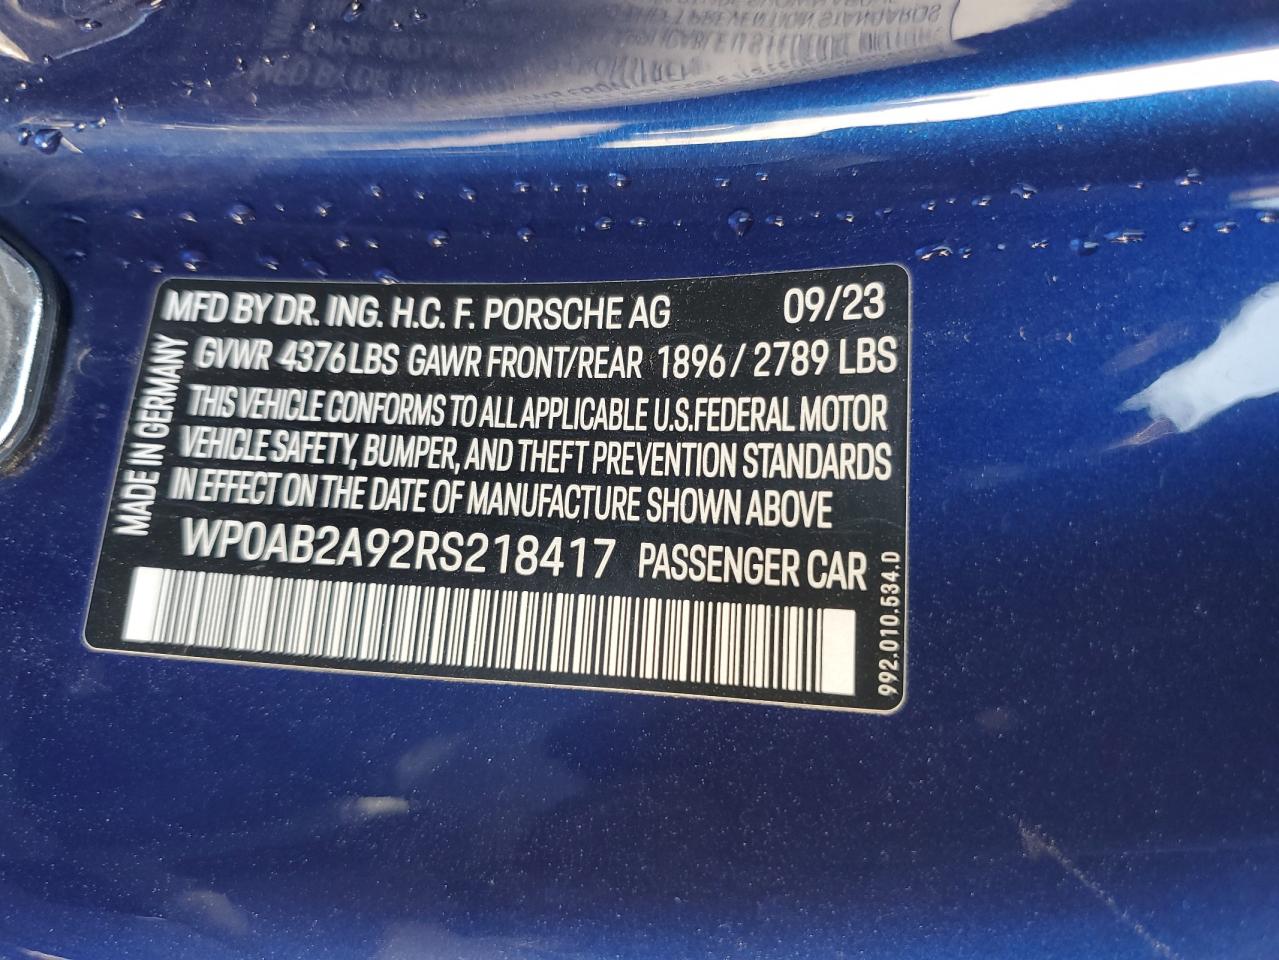 MFD BY DR. ING. H.C. F. PORSCHE AG 09/23
GVWR 4376 LBS GAWR FRONT/REAR 1896 / 2789 LBS
THIS VEHICLE CONFORMS TO ALL APPLICABLE U.S.FEDERAL MOTOR
VEHICLE SAFETY, BUMPER, AND THEFT PREVENTION STANDARDS
IN EFFECT ON THE DATE OF MANUFACTURE SHOWN ABOVE
WP0AB2A92RS218417 PASSENGER CAR
MADE IN GERMANY
992.010.534.0